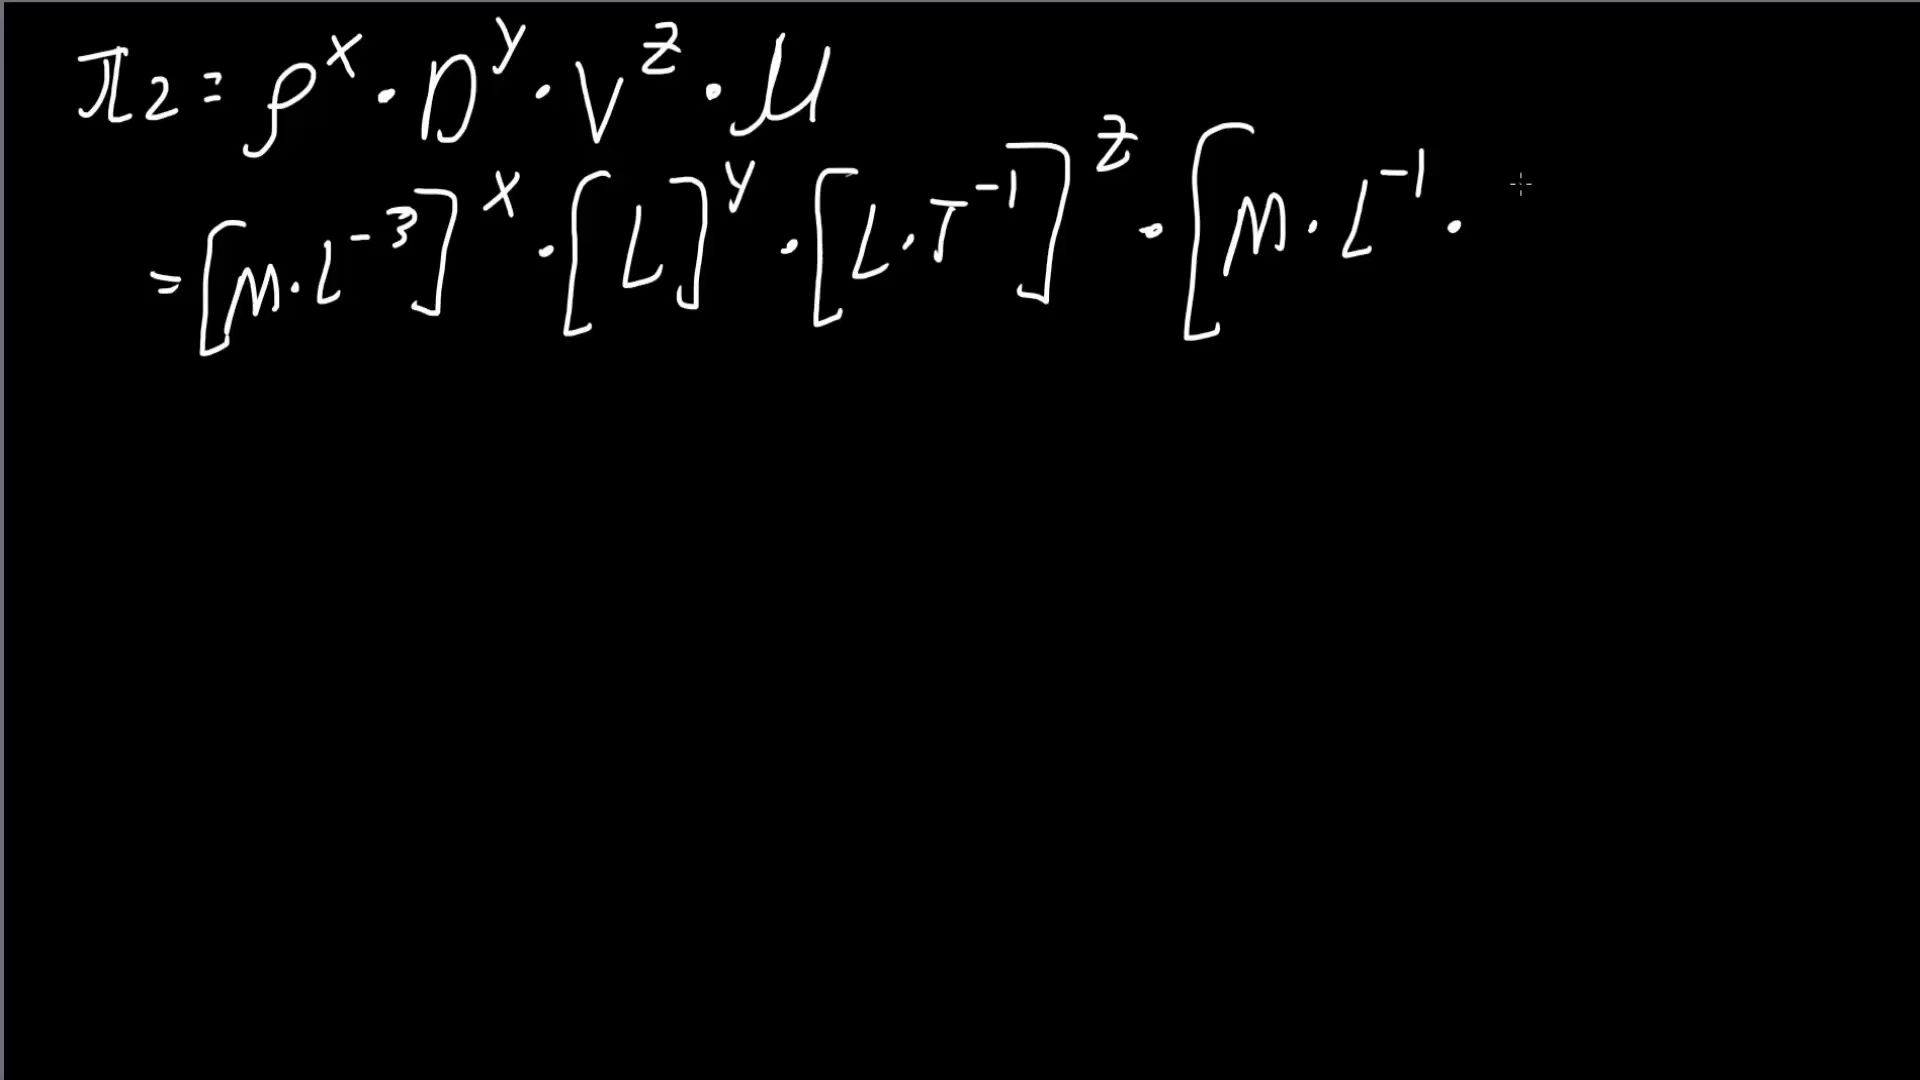 π2 = ρ^x · D^y · V^z · μ
= [M · L^-3]^x · [L]^y · [L · T^-1]^z · [M · L^-1 ·